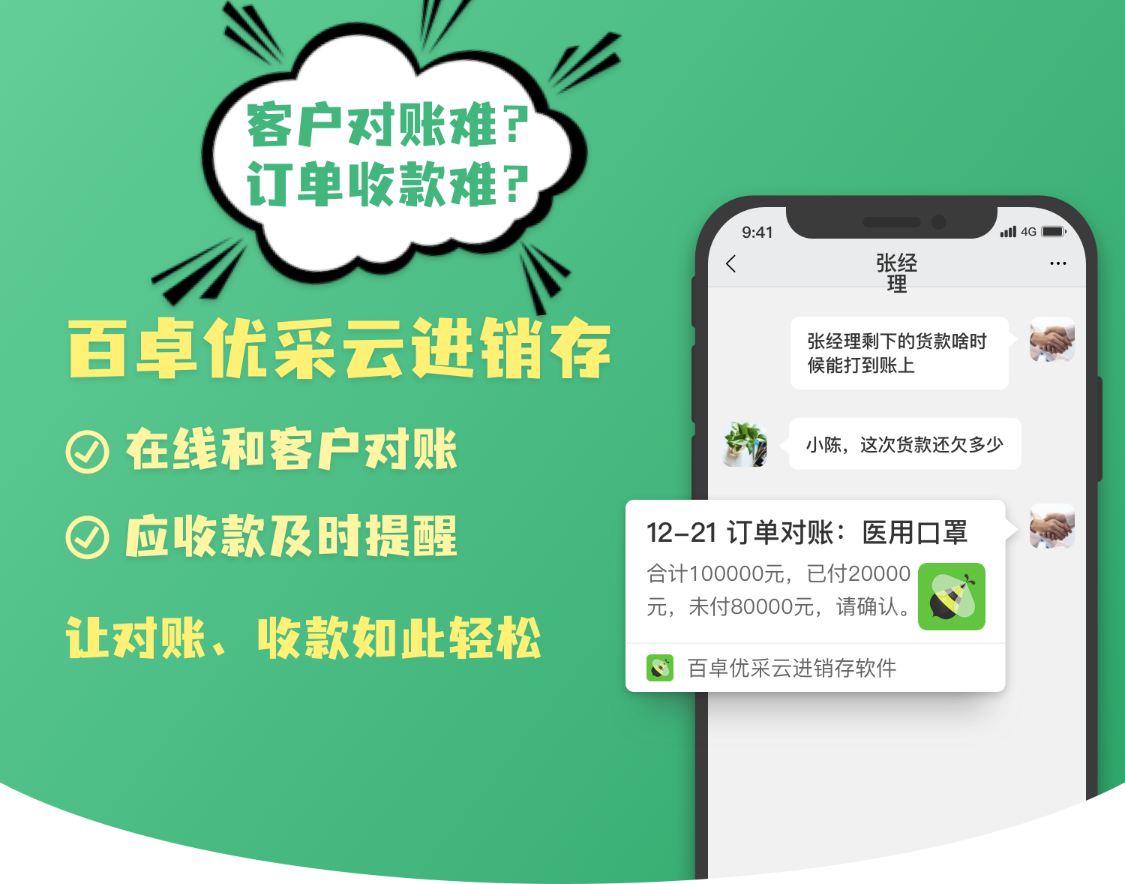 客户对账难?
订单收款难?
百卓优采云进销存
在线和客户对账
应收款及时提醒
让对账、收款如此轻松
9:41
4G
张经
理
张经理剩下的货款啥时
候能打到账上
小陈，这次货款还欠多少
12-21 订单对账：医用口罩
合计100000元，已付20000
元，未付80000元，请确认。
百卓优采云进销存软件